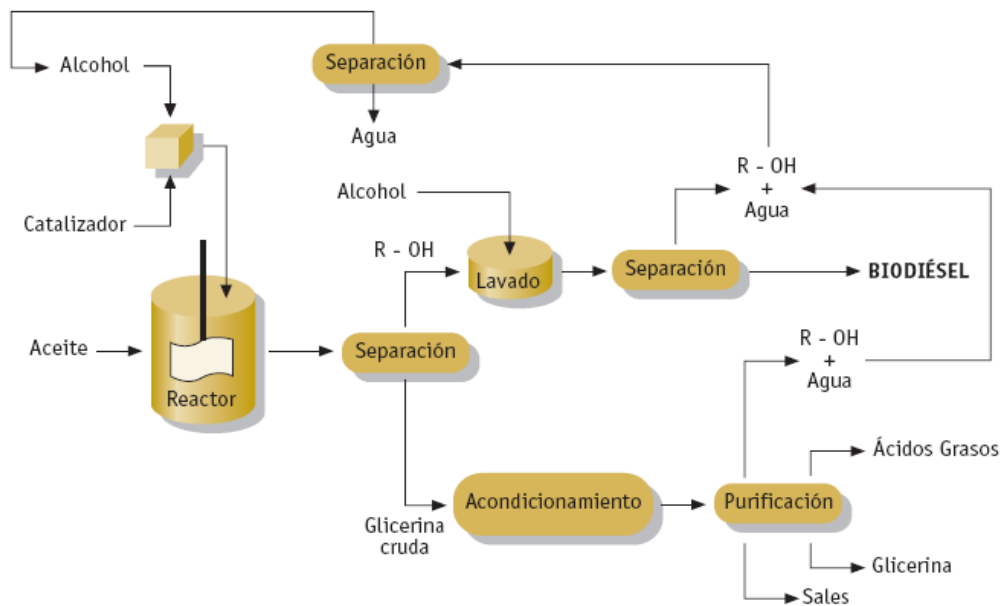 Alcohol
Separación
Agua
R - OH
+
Agua
Alcohol
Catalizador
R - OH
Lavado
Separación
BIODIÉSEL
Aceite
Reactor
Separación
R - OH
+
Agua
Ácidos Grasos
Acondicionamiento
Purificación
Glicerina
cruda
Glicerina
Sales